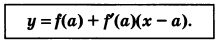 y = f(a) + f′(a)(x − a).